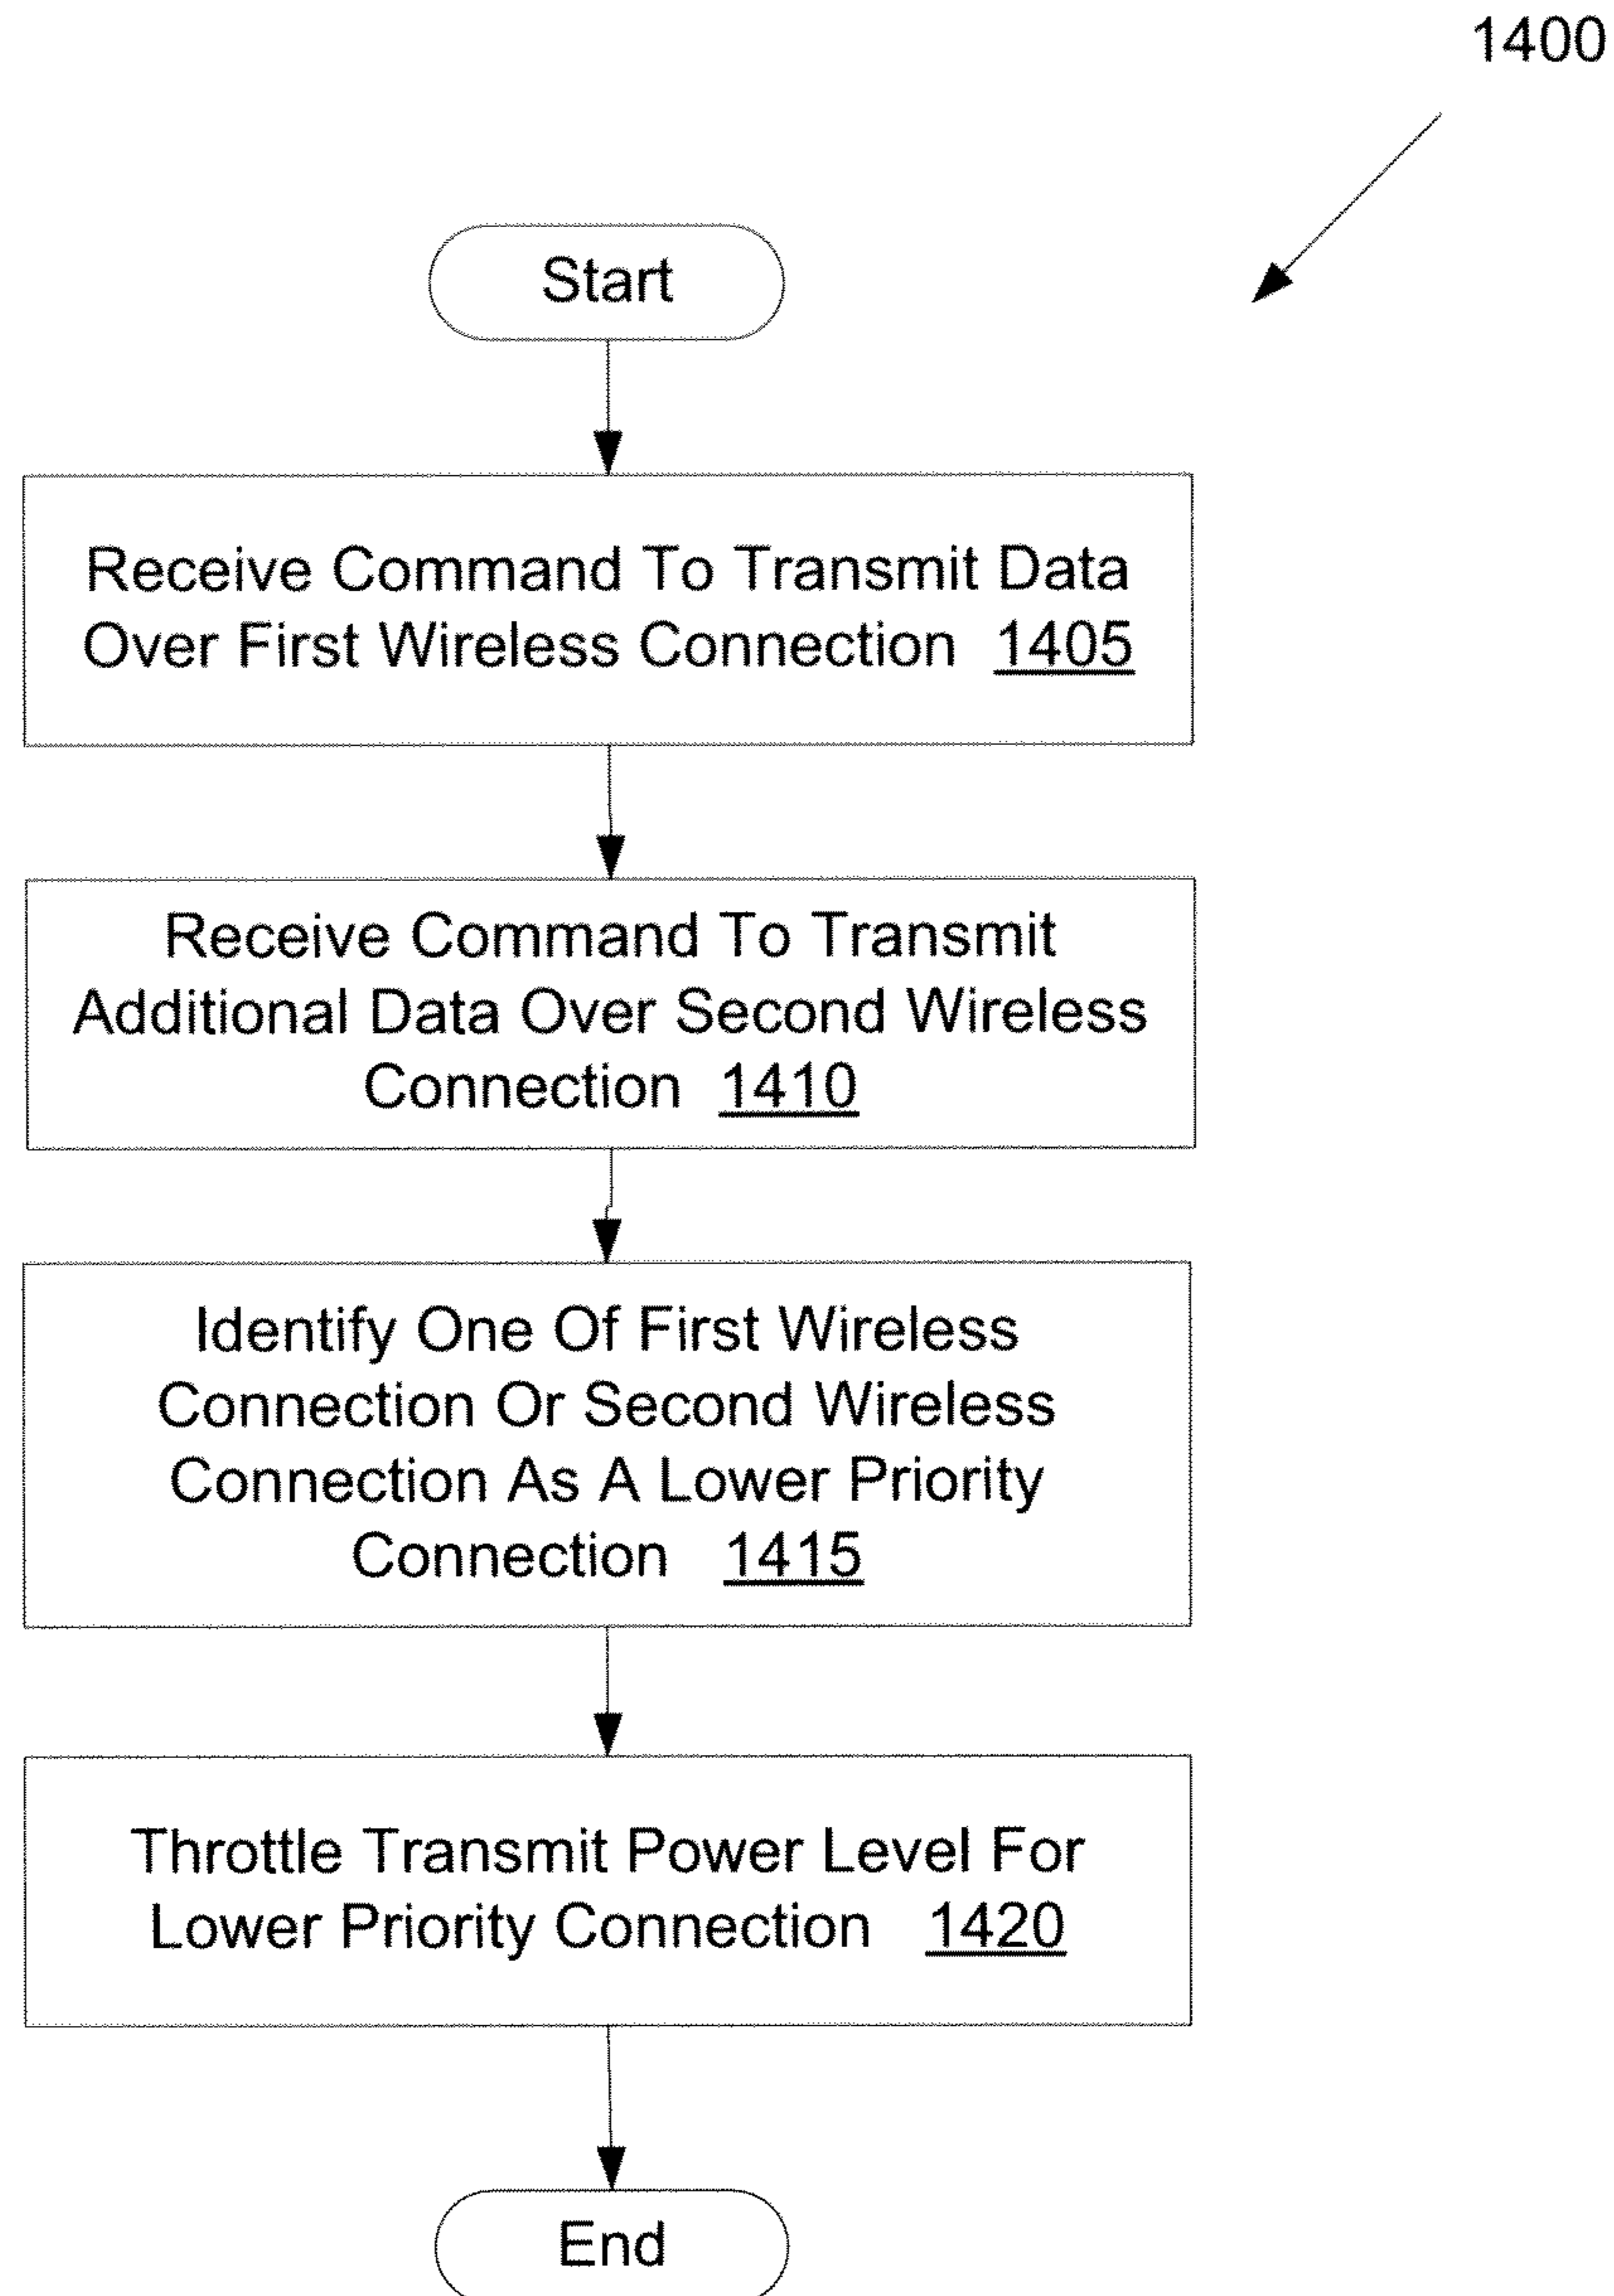 1400
Start
Receive Command To Transmit Data
Over First Wireless Connection 1405
Receive Command To Transmit
Additional Data Over Second Wireless
Connection 1410
Identify One Of First Wireless
Connection Or Second Wireless
Connection As A Lower Priority
Connection 1415
Throttle Transmit Power Level For
Lower Priority Connection 1420
End